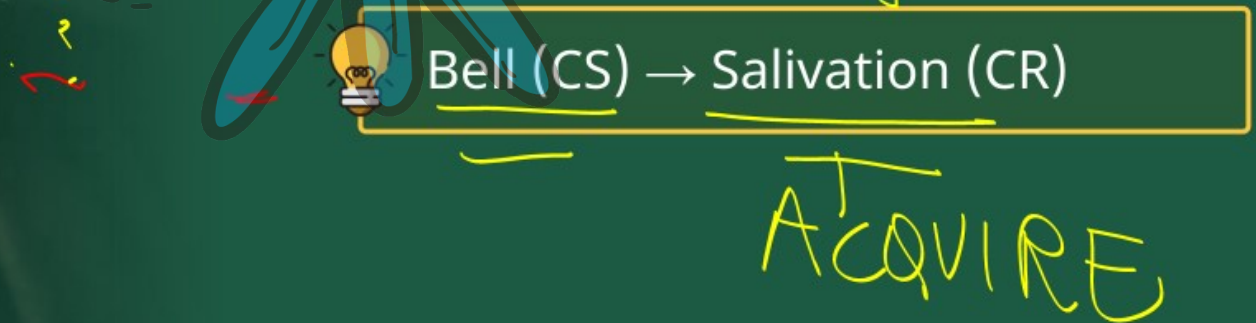 Bell (CS) → Salivation (CR)
ACQUIRE